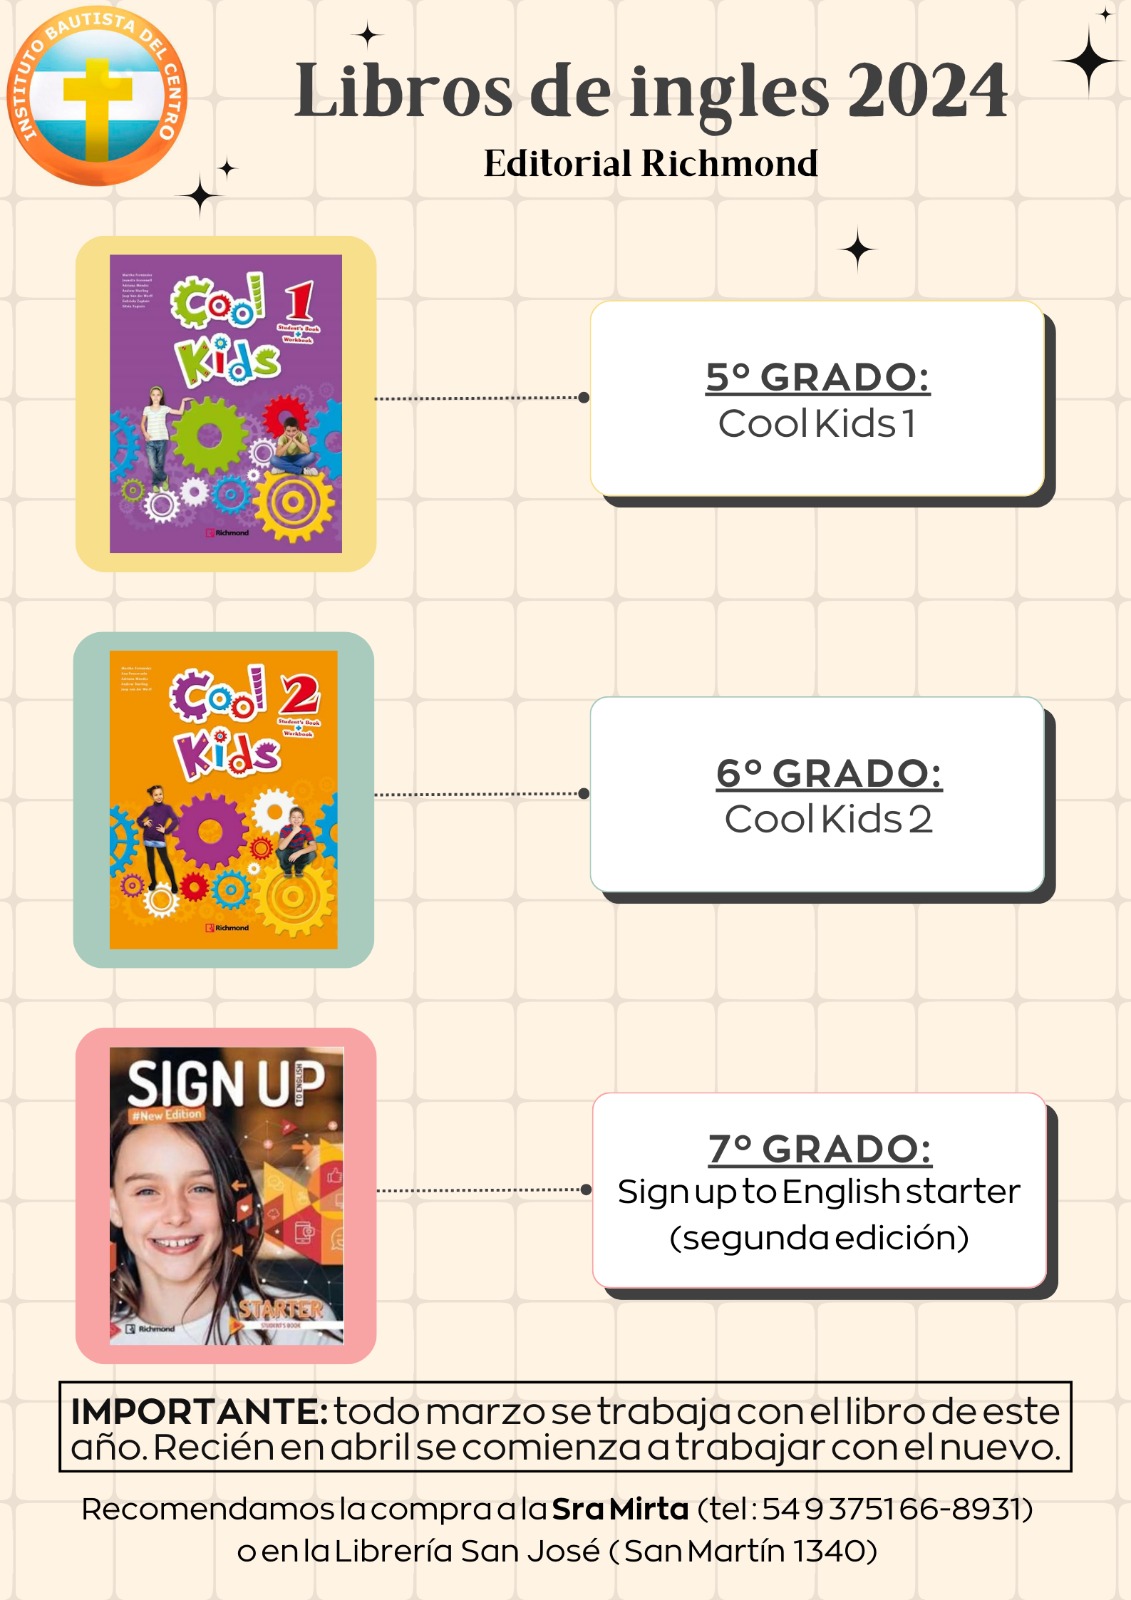 INSTITUTO BAUTISTA DEL CENTRO
Libros de ingles 2024
Editorial Richmond
Cool 1
Student's Book
+
Workbook
Kids
Richmond
5° GRADO:
Cool Kids 1
Cool 2
Student's Book
+
Workbook
Kids
Richmond
6° GRADO:
Cool Kids 2
SIGN UP
TO ENGLISH
#New Edition
STARTER
STUDENT'S BOOK
Richmond
7° GRADO:
Sign up to English starter
(segunda edición)
IMPORTANTE: todo marzo se trabaja con el libro de este
año. Recién en abril se comienza a trabajar con el nuevo.
Recomendamos la compra a la Sra Mirta (tel: 54 9 3751 66-8931)
o en la Librería San José (San Martín 1340)